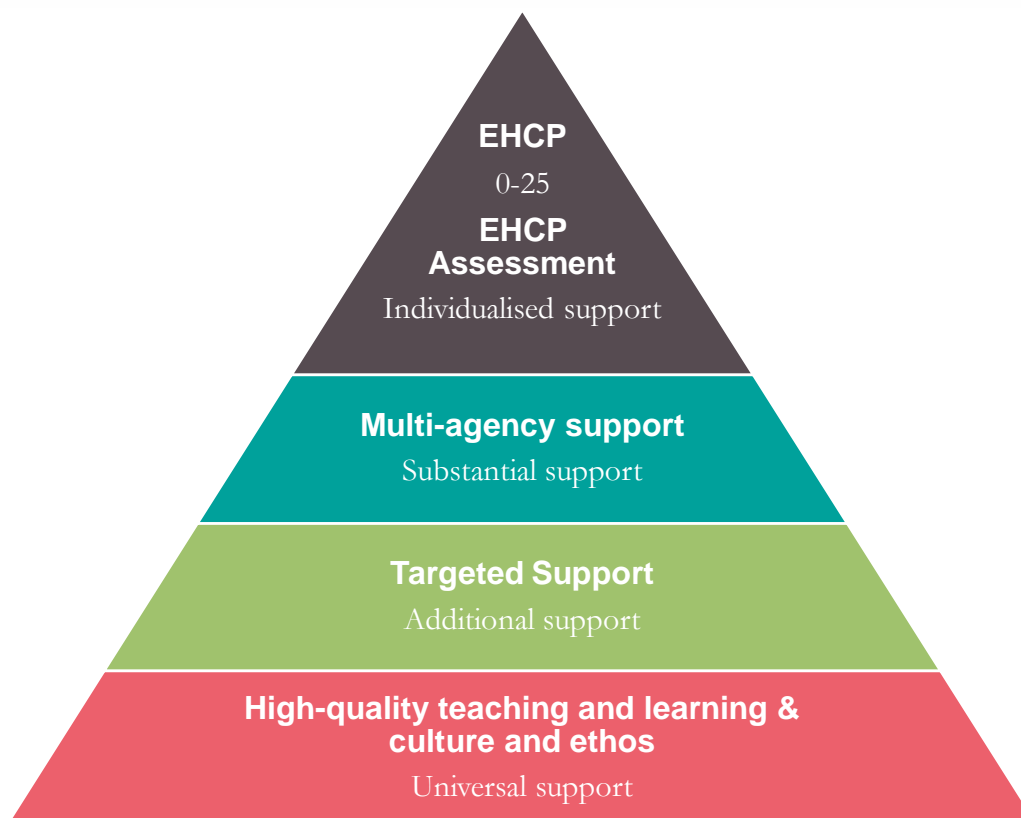 EHCP
0-25
EHCP
Assessment
Individualised support
Multi-agency support
Substantial support
Targeted Support
Additional support
High-quality teaching and learning &
culture and ethos
Universal support